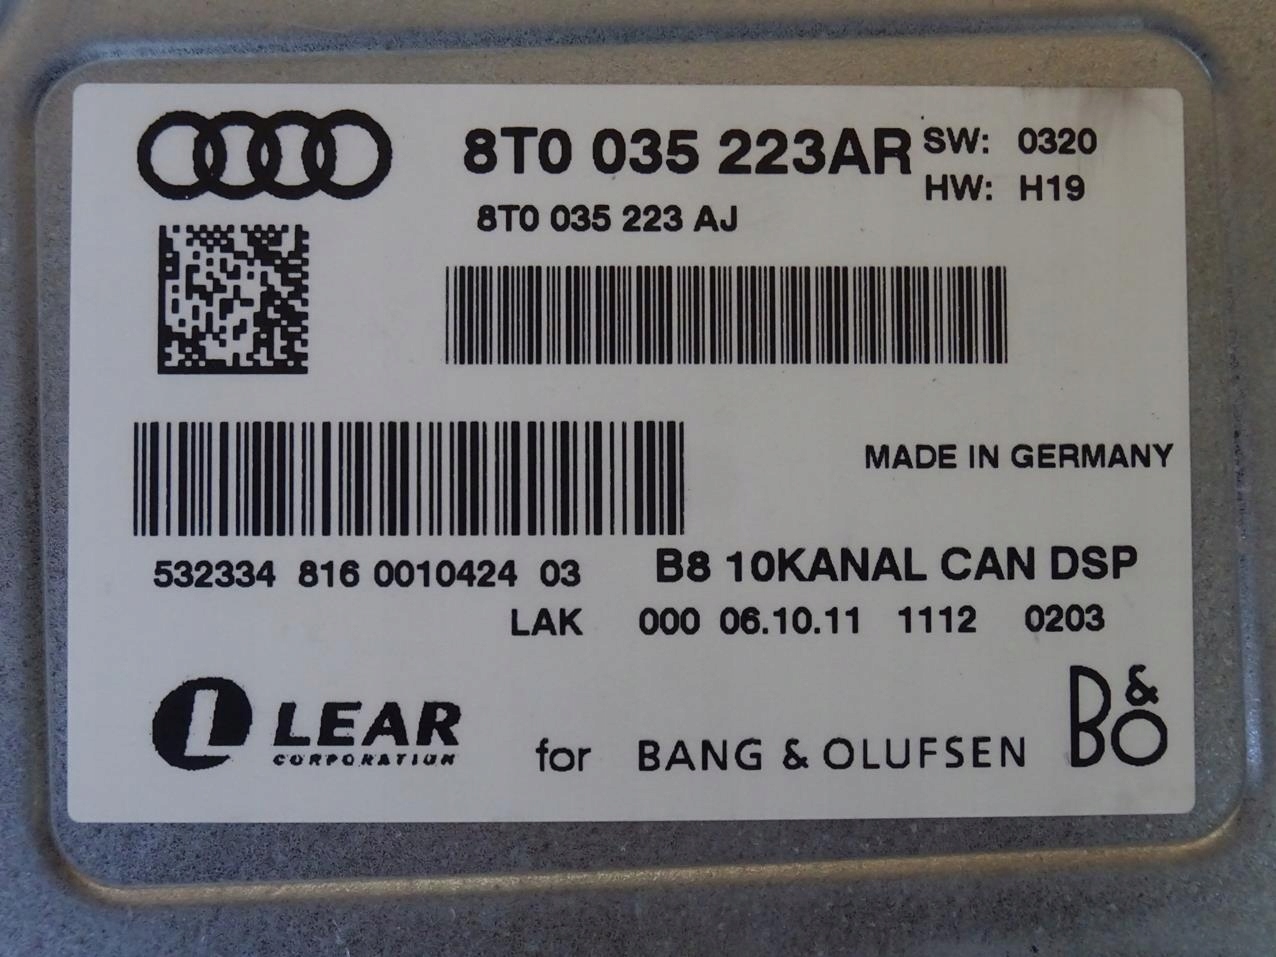 8T0 035 223AR SW: 0320
HW: H19
8T0 035 223 AJ
MADE IN GERMANY
532334 816 0010424 03 B8 10KANAL CAN DSP
LAK 000 06.10.11 1112 0203
L LEAR
CORPORATION
for BANG & OLUFSEN B&O